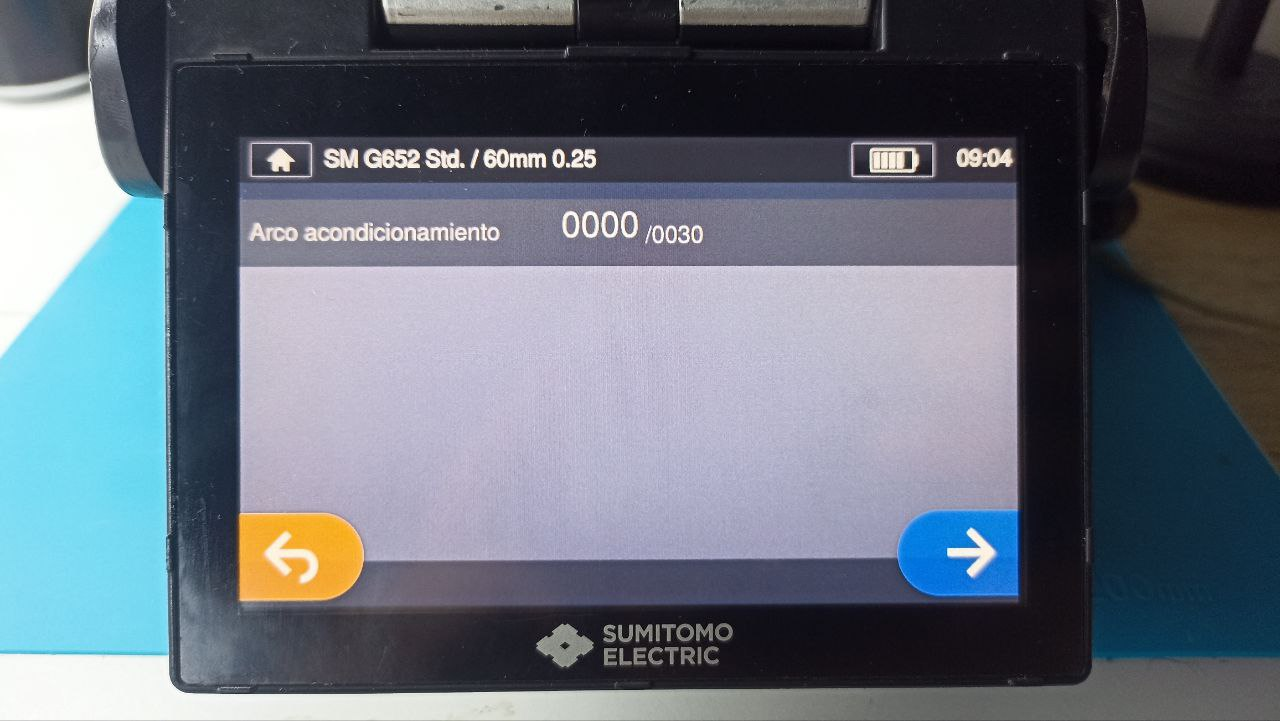 SM G652 Std. / 60mm 0.25
09:04
Arco acondicionamiento 0000 /0030
SUMITOMO
ELECTRIC